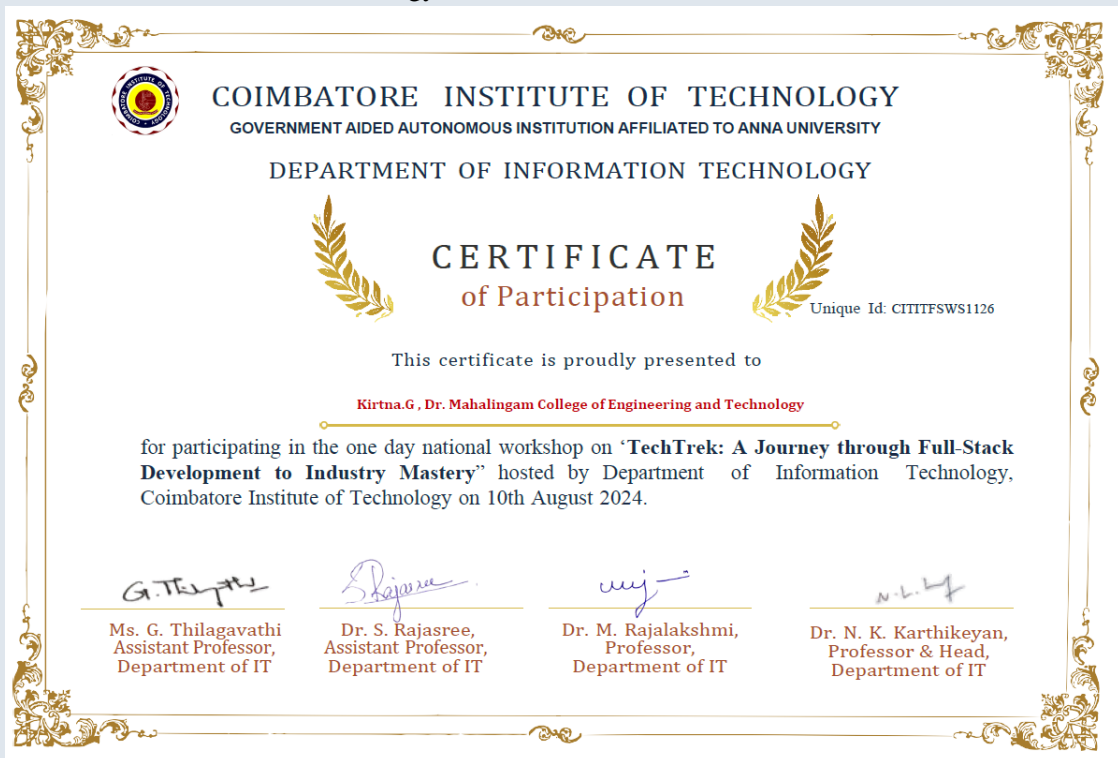 COIMBATORE INSTITUTE OF TECHNOLOGY
GOVERNMENT AIDED AUTONOMOUS INSTITUTION AFFILIATED TO ANNA UNIVERSITY
DEPARTMENT OF INFORMATION TECHNOLOGY
CERTIFICATE
of Participation
Unique Id: CITITFSWS1126
This certificate is proudly presented to
Kirtna.G , Dr. Mahalingam College of Engineering and Technology
for participating in the one day national workshop on ‘TechTrek: A Journey through Full-Stack
Development to Industry Mastery” hosted by Department of Information Technology,
Coimbatore Institute of Technology on 10th August 2024.
S Rajasree
Ms. G. Thilagavathi
Assistant Professor,
Department of IT
Dr. S. Rajasree,
Assistant Professor,
Department of IT
Dr. M. Rajalakshmi,
Professor,
Department of IT
Dr. N. K. Karthikeyan,
Professor & Head,
Department of IT